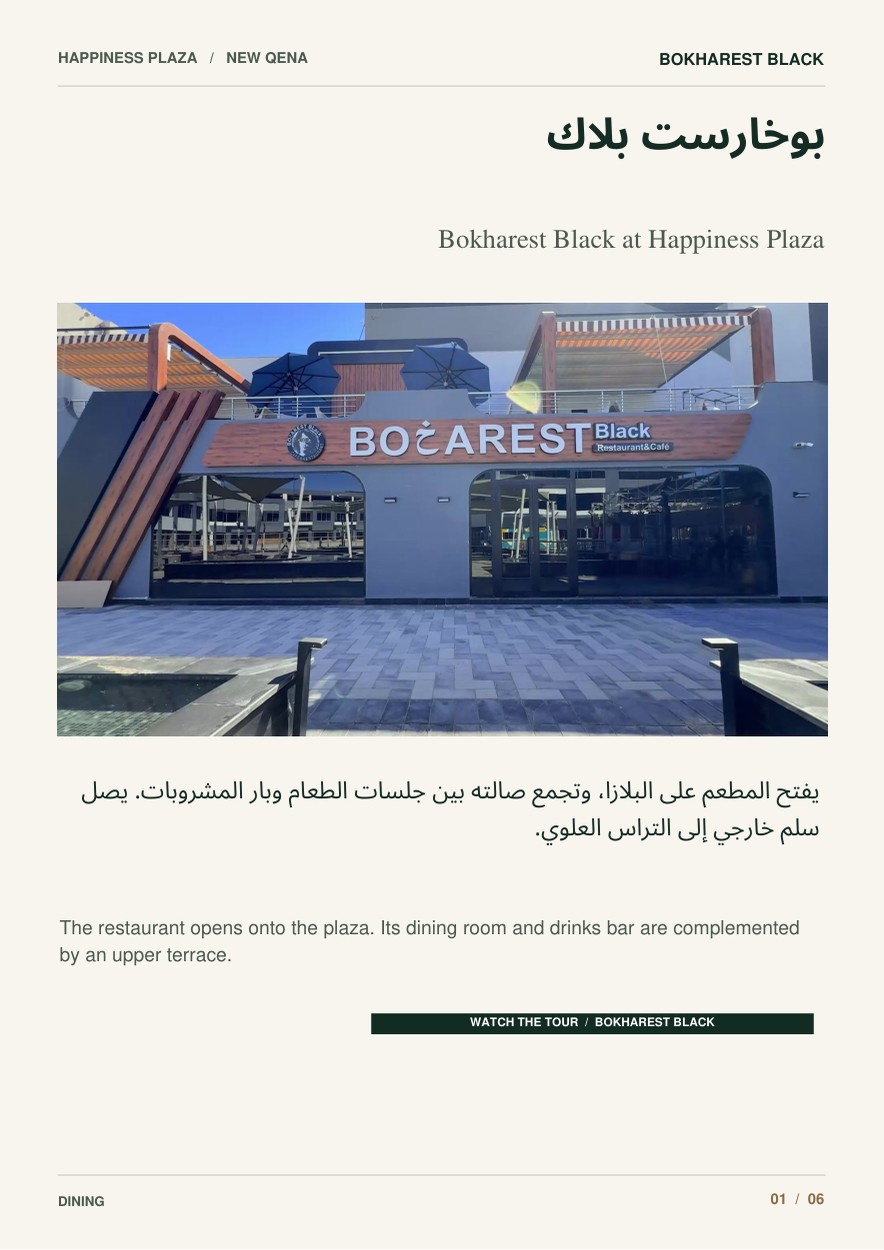 HAPPINESS PLAZA / NEW QENA
BOKHAREST BLACK
بوخارست بلاك
Bokharest Black at Happiness Plaza
BOKHAREST BLACK
BOخAREST Black
Restaurant&Café
يفتح المطعم على البلازا، وتجمع صالته بين جلسات الطعام وبار المشروبات. يصل
سلم خارجي إلى التراس العلوي.
The restaurant opens onto the plaza. Its dining room and drinks bar are complemented
by an upper terrace.
WATCH THE TOUR / BOKHAREST BLACK
DINING
01 / 06